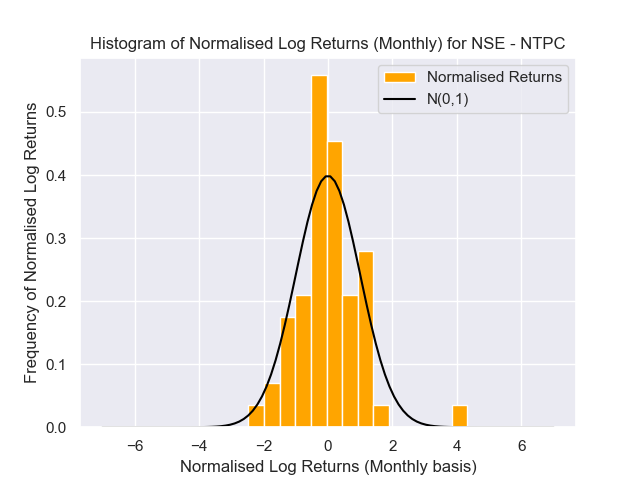 Histogram of Normalised Log Returns (Monthly) for NSE - NTPC
Normalised Returns
N(0,1)
Frequency of Normalised Log Returns
0.5
0.4
0.3
0.2
0.1
0.0
−6 −4 −2 0 2 4 6
Normalised Log Returns (Monthly basis)